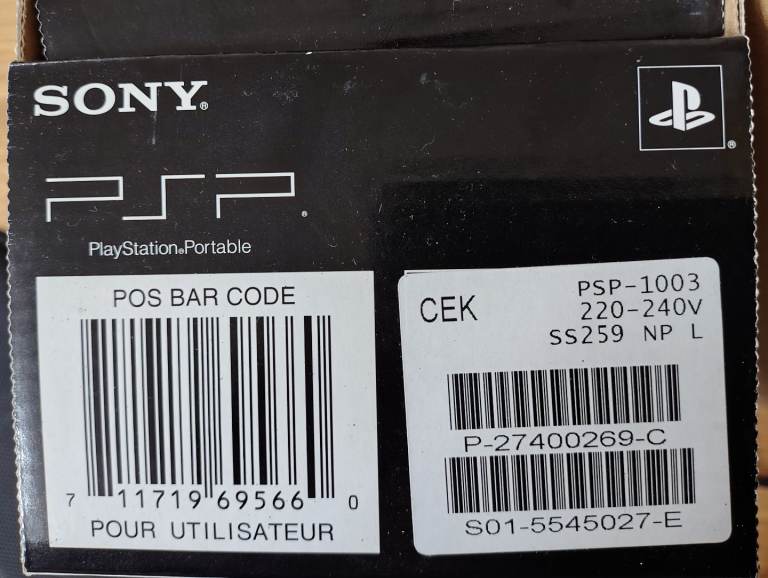 SONY®
PSP®
PlayStation®Portable
POS BAR CODE
7 11719 69566 0
POUR UTILISATEUR
CEK
PSP-1003
220-240V
SS259 NP L
P-27400269-C
S01-5545027-E